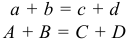 a + b = c + d
A + B = C + D